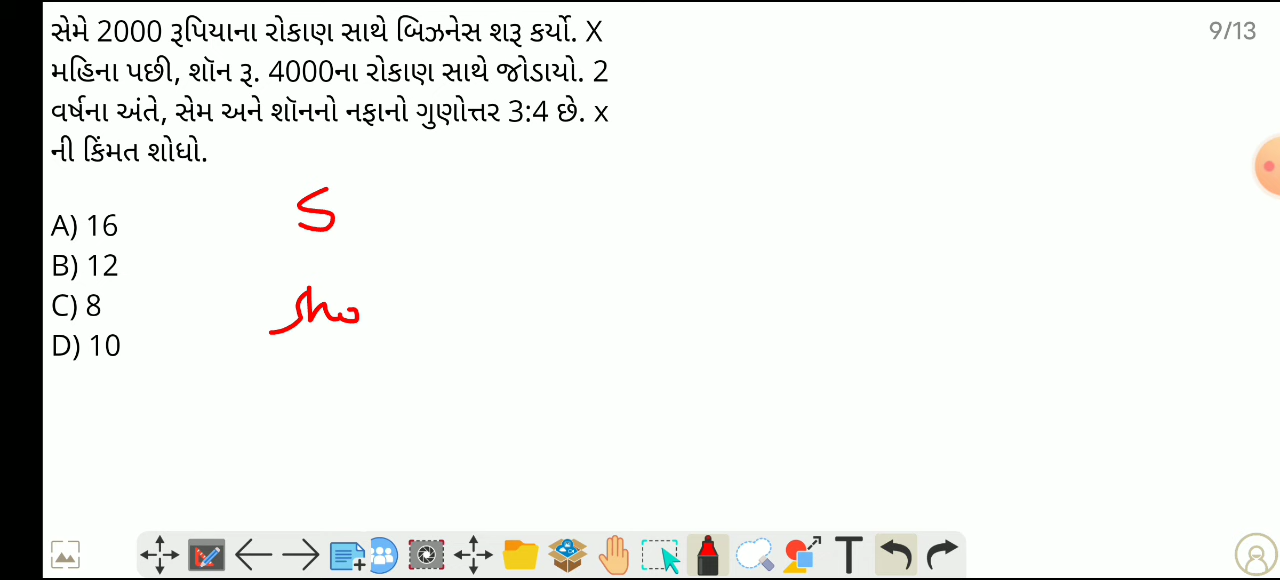 સેમે 2000 રૂપિયાના રોકાણ સાથે બિઝનેસ શરૂ કર્યો. X
9/13
મહિના પછી, શૉન રૂ. 4000ના રોકાણ સાથે જોડાયો. 2
વર્ષના અંતે, સેમ અને શૉનનો નફાનો ગુણોત્તર 3:4 છે. x
ની કિંમત શોધો.
S
A) 16
B) 12
C) 8
Sho
D) 10